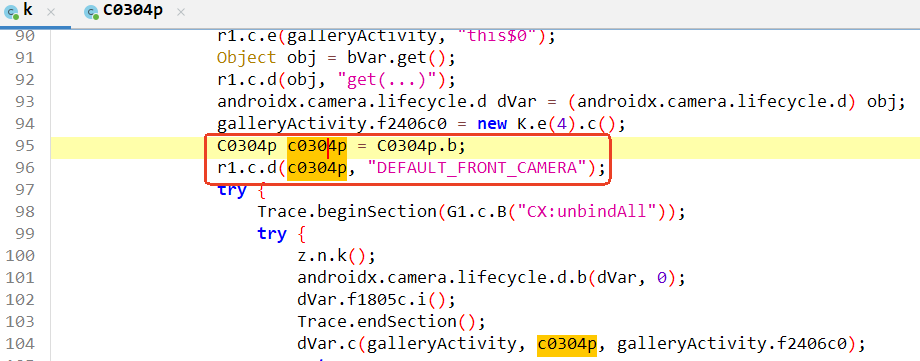 k × C0304p ×
90 r1.c.e(galleryActivity, "this$0");
91 Object obj = bVar.get();
92 r1.c.d(obj, "get(...)");
93 androidx.camera.lifecycle.d dVar = (androidx.camera.lifecycle.d) obj;
94 galleryActivity.f2406c0 = new K.e(4).c();
95 C0304p c0304p = C0304p.b;
96 r1.c.d(c0304p, "DEFAULT_FRONT_CAMERA");
97 try {
98 Trace.beginSection(G1.c.B("CX:unbindAll"));
99 try {
100 z.n.k();
101 androidx.camera.lifecycle.d.b(dVar, 0);
102 dVar.f1805c.i();
103 Trace.endSection();
104 dVar.c(galleryActivity, c0304p, galleryActivity.f2406c0);